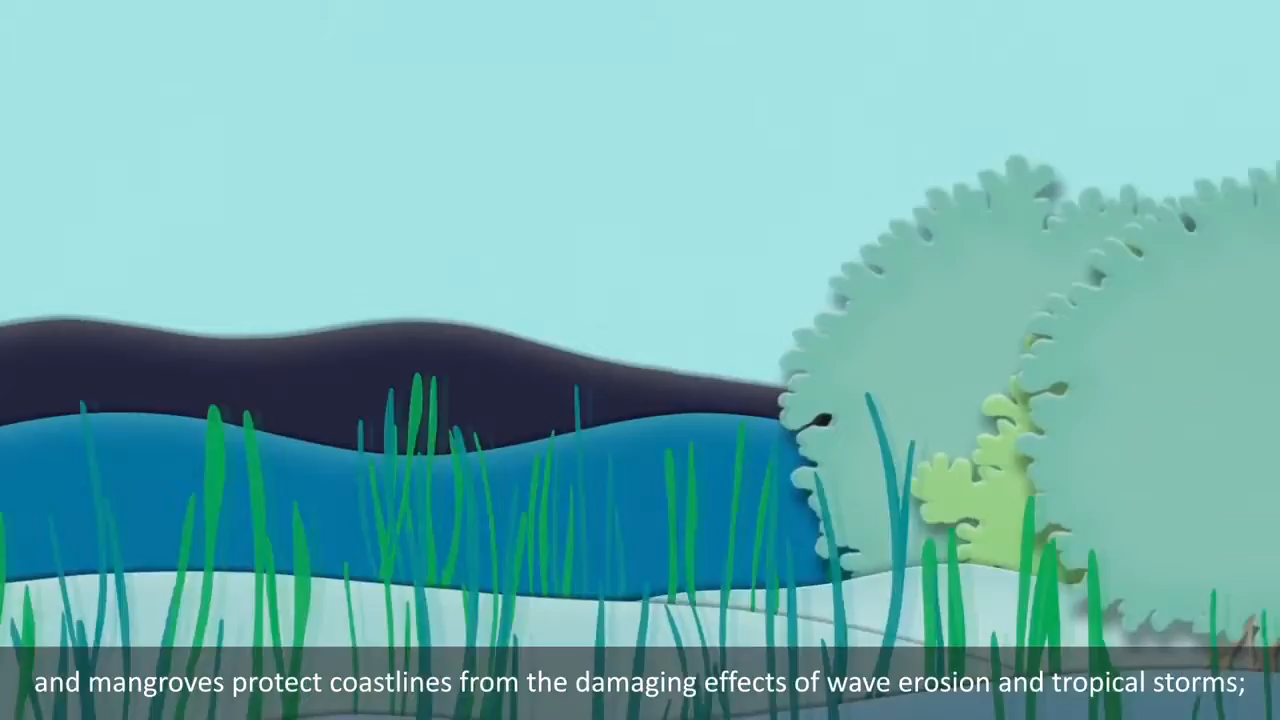 and mangroves protect coastlines from the damaging effects of wave erosion and tropical storms;